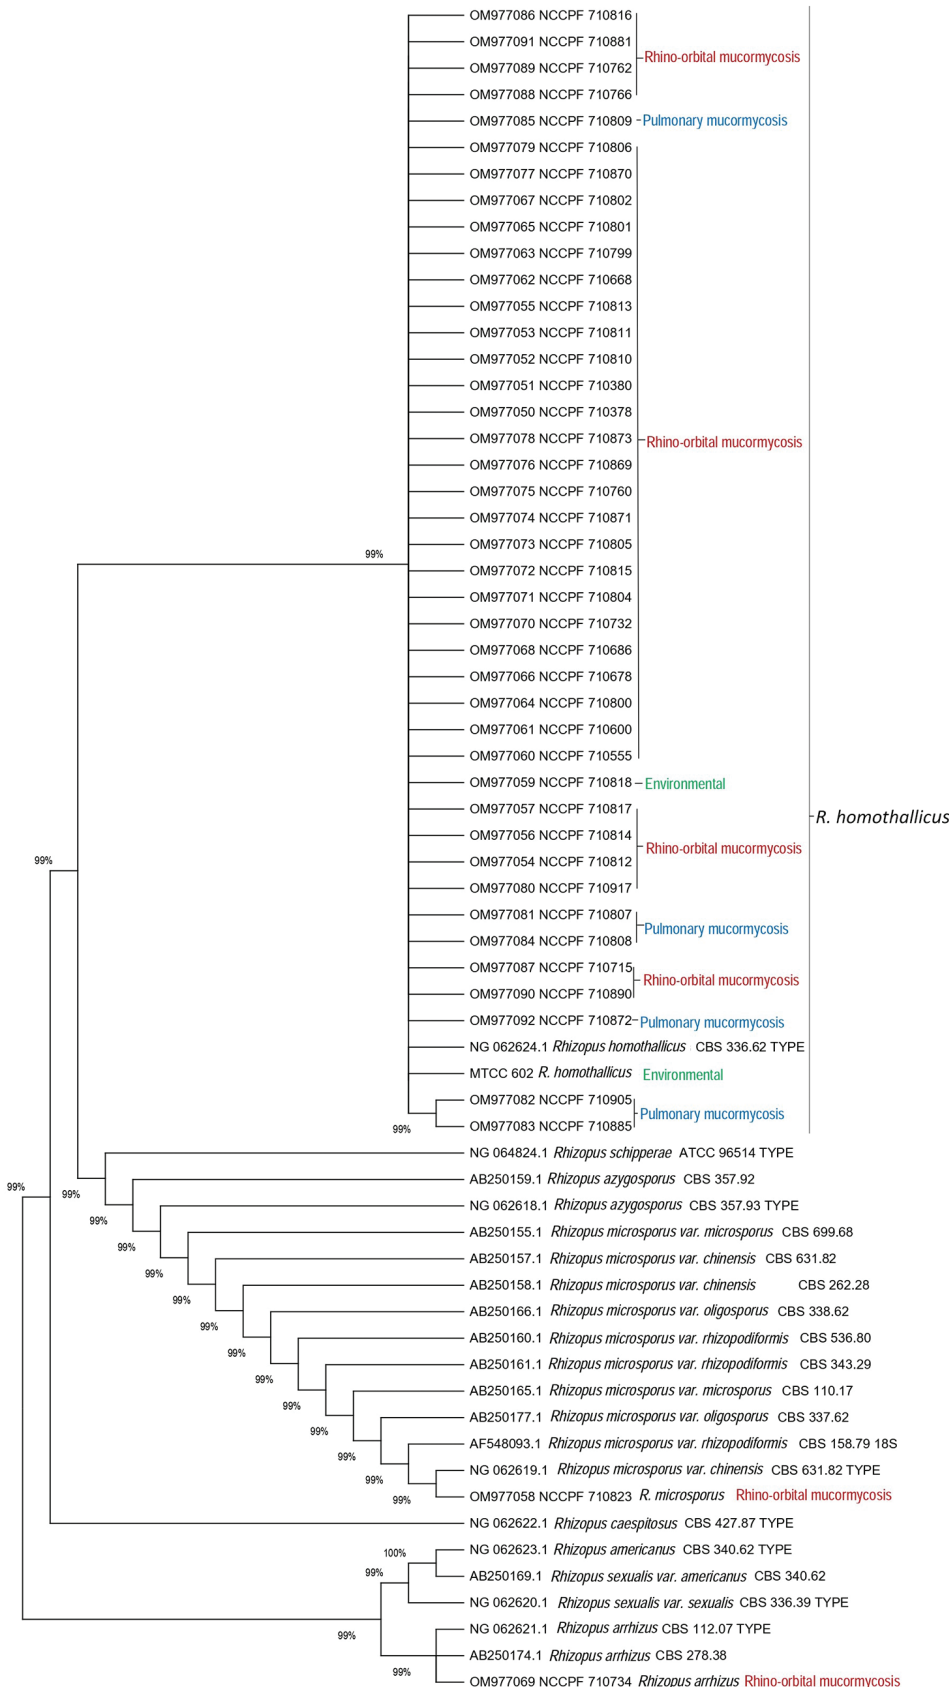 OM977086 NCCPF 710816
OM977091 NCCPF 710881
Rhino-orbital mucormycosis
OM977089 NCCPF 710762
OM977088 NCCPF 710766
OM977085 NCCPF 710809 Pulmonary mucormycosis
OM977079 NCCPF 710806
OM977077 NCCPF 710870
OM977067 NCCPF 710802
OM977065 NCCPF 710801
OM977063 NCCPF 710799
OM977062 NCCPF 710668
OM977055 NCCPF 710813
OM977053 NCCPF 710811
OM977052 NCCPF 710810
OM977051 NCCPF 710380
OM977050 NCCPF 710378
OM977078 NCCPF 710873 Rhino-orbital mucormycosis
OM977076 NCCPF 710869
OM977075 NCCPF 710760
OM977074 NCCPF 710871
OM977073 NCCPF 710805
99%
OM977072 NCCPF 710815
OM977071 NCCPF 710804
OM977070 NCCPF 710732
OM977068 NCCPF 710686
OM977066 NCCPF 710678
OM977064 NCCPF 710800
OM977061 NCCPF 710600
OM977060 NCCPF 710555
OM977059 NCCPF 710818 Environmental
OM977057 NCCPF 710817
R. homothallicus
OM977056 NCCPF 710814
Rhino-orbital mucormycosis
99%
OM977054 NCCPF 710812
OM977080 NCCPF 710917
OM977081 NCCPF 710807
Pulmonary mucormycosis
OM977084 NCCPF 710808
OM977087 NCCPF 710715
Rhino-orbital mucormycosis
OM977090 NCCPF 710890
OM977092 NCCPF 710872 Pulmonary mucormycosis
NG 062624.1 Rhizopus homothallicus CBS 336.62 TYPE
MTCC 602 R. homothallicus Environmental
OM977082 NCCPF 710905
Pulmonary mucormycosis
OM977083 NCCPF 710885
99%
NG 064824.1 Rhizopus schipperae ATCC 96514 TYPE
AB250159.1 Rhizopus azygosporus CBS 357.92
99%
99%
NG 062618.1 Rhizopus azygosporus CBS 357.93 TYPE
99%
AB250155.1 Rhizopus microsporus var. microsporus CBS 699.68
99%
AB250157.1 Rhizopus microsporus var. chinensis CBS 631.82
AB250158.1 Rhizopus microsporus var. chinensis CBS 262.28
99%
AB250166.1 Rhizopus microsporus var. oligosporus CBS 338.62
99%
AB250160.1 Rhizopus microsporus var. rhizopodiformis CBS 536.80
99%
AB250161.1 Rhizopus microsporus var. rhizopodiformis CBS 343.29
99%
AB250165.1 Rhizopus microsporus var. microsporus CBS 110.17
99%
AB250177.1 Rhizopus microsporus var. oligosporus CBS 337.62
99%
AF548093.1 Rhizopus microsporus var. rhizopodiformis CBS 158.79 18S
99%
NG 062619.1 Rhizopus microsporus var. chinensis CBS 631.82 TYPE
99%
OM977058 NCCPF 710823 R. microsporus Rhino-orbital mucormycosis
99%
NG 062622.1 Rhizopus caespitosus CBS 427.87 TYPE
NG 062623.1 Rhizopus americanus CBS 340.62 TYPE
100%
AB250169.1 Rhizopus sexualis var. americanus CBS 340.62
99%
NG 062620.1 Rhizopus sexualis var. sexualis CBS 336.39 TYPE
NG 062621.1 Rhizopus arrhizus CBS 112.07 TYPE
99%
AB250174.1 Rhizopus arrhizus CBS 278.38
99%
OM977069 NCCPF 710734 Rhizopus arrhizus Rhino-orbital mucormycosis